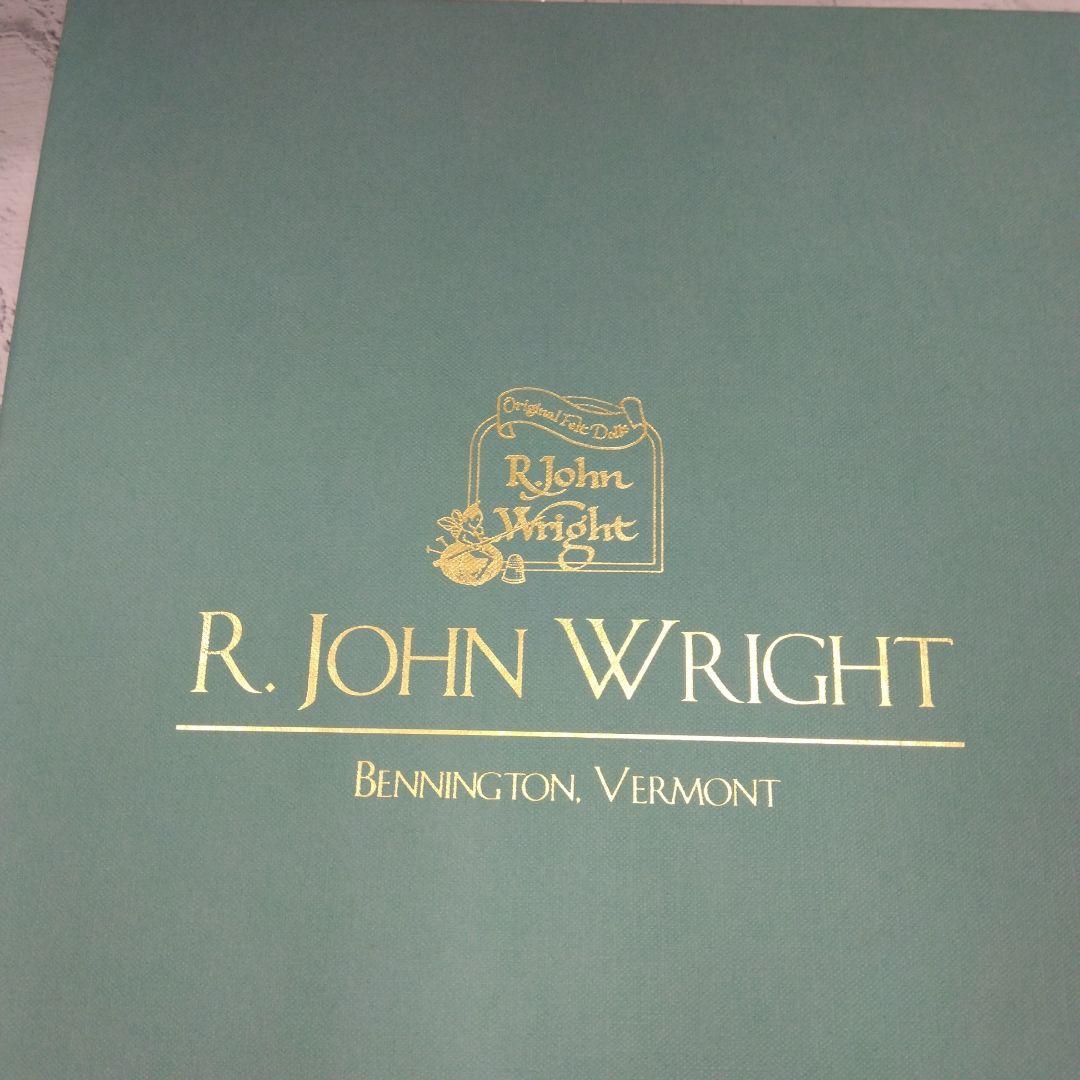 Original Felt Dolls
R. John
Wright
R. JOHN WRIGHT
BENNINGTON, VERMONT